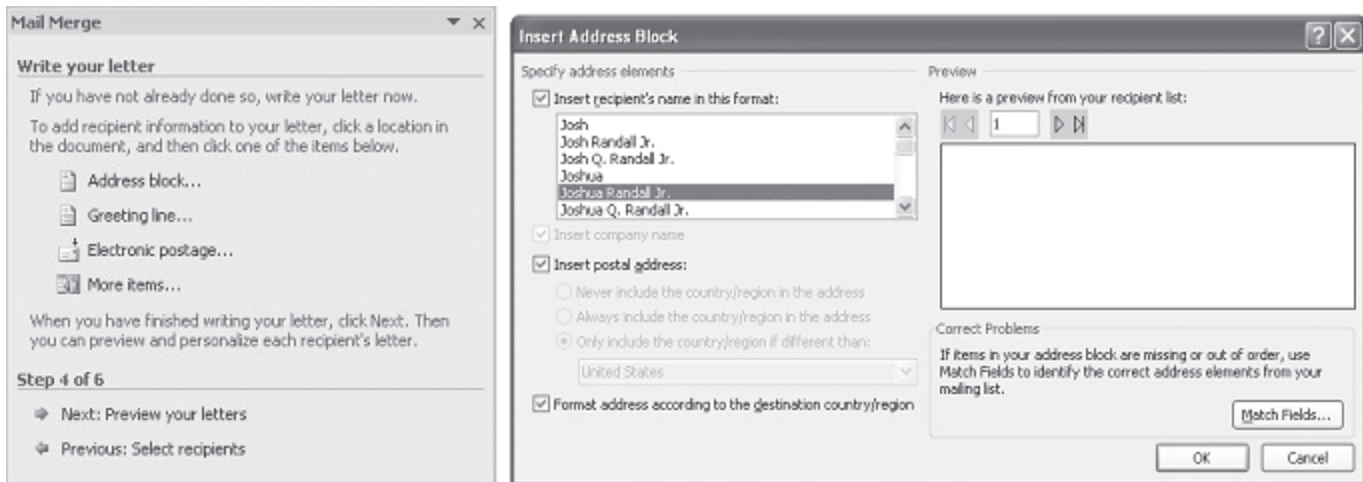 Mail Merge
Write your letter
If you have not already done so, write your letter now.
To add recipient information to your letter, click a location in
the document, and then click one of the items below.
Address block...
Greeting line...
Electronic postage...
More items...
When you have finished writing your letter, click Next. Then
you can preview and personalize each recipient's letter.
Step 4 of 6
Next: Preview your letters
Previous: Select recipients
Insert Address Block
Specify address elements
Insert recipient's name in this format:
Josh
Josh Randall Jr.
Josh Q. Randall Jr.
Joshua
Joshua Randall Jr.
Joshua Q. Randall Jr.
Insert company name
Insert postal address:
Never include the country/region in the address
Always include the country/region in the address
Only include the country/region if different than:
United States
Format address according to the destination country/region
Preview
Here is a preview from your recipient list:
1
Correct Problems
If items in your address block are missing or out of order, use
Match Fields to identify the correct address elements from your
mailing list.
Match Fields...
OK
Cancel